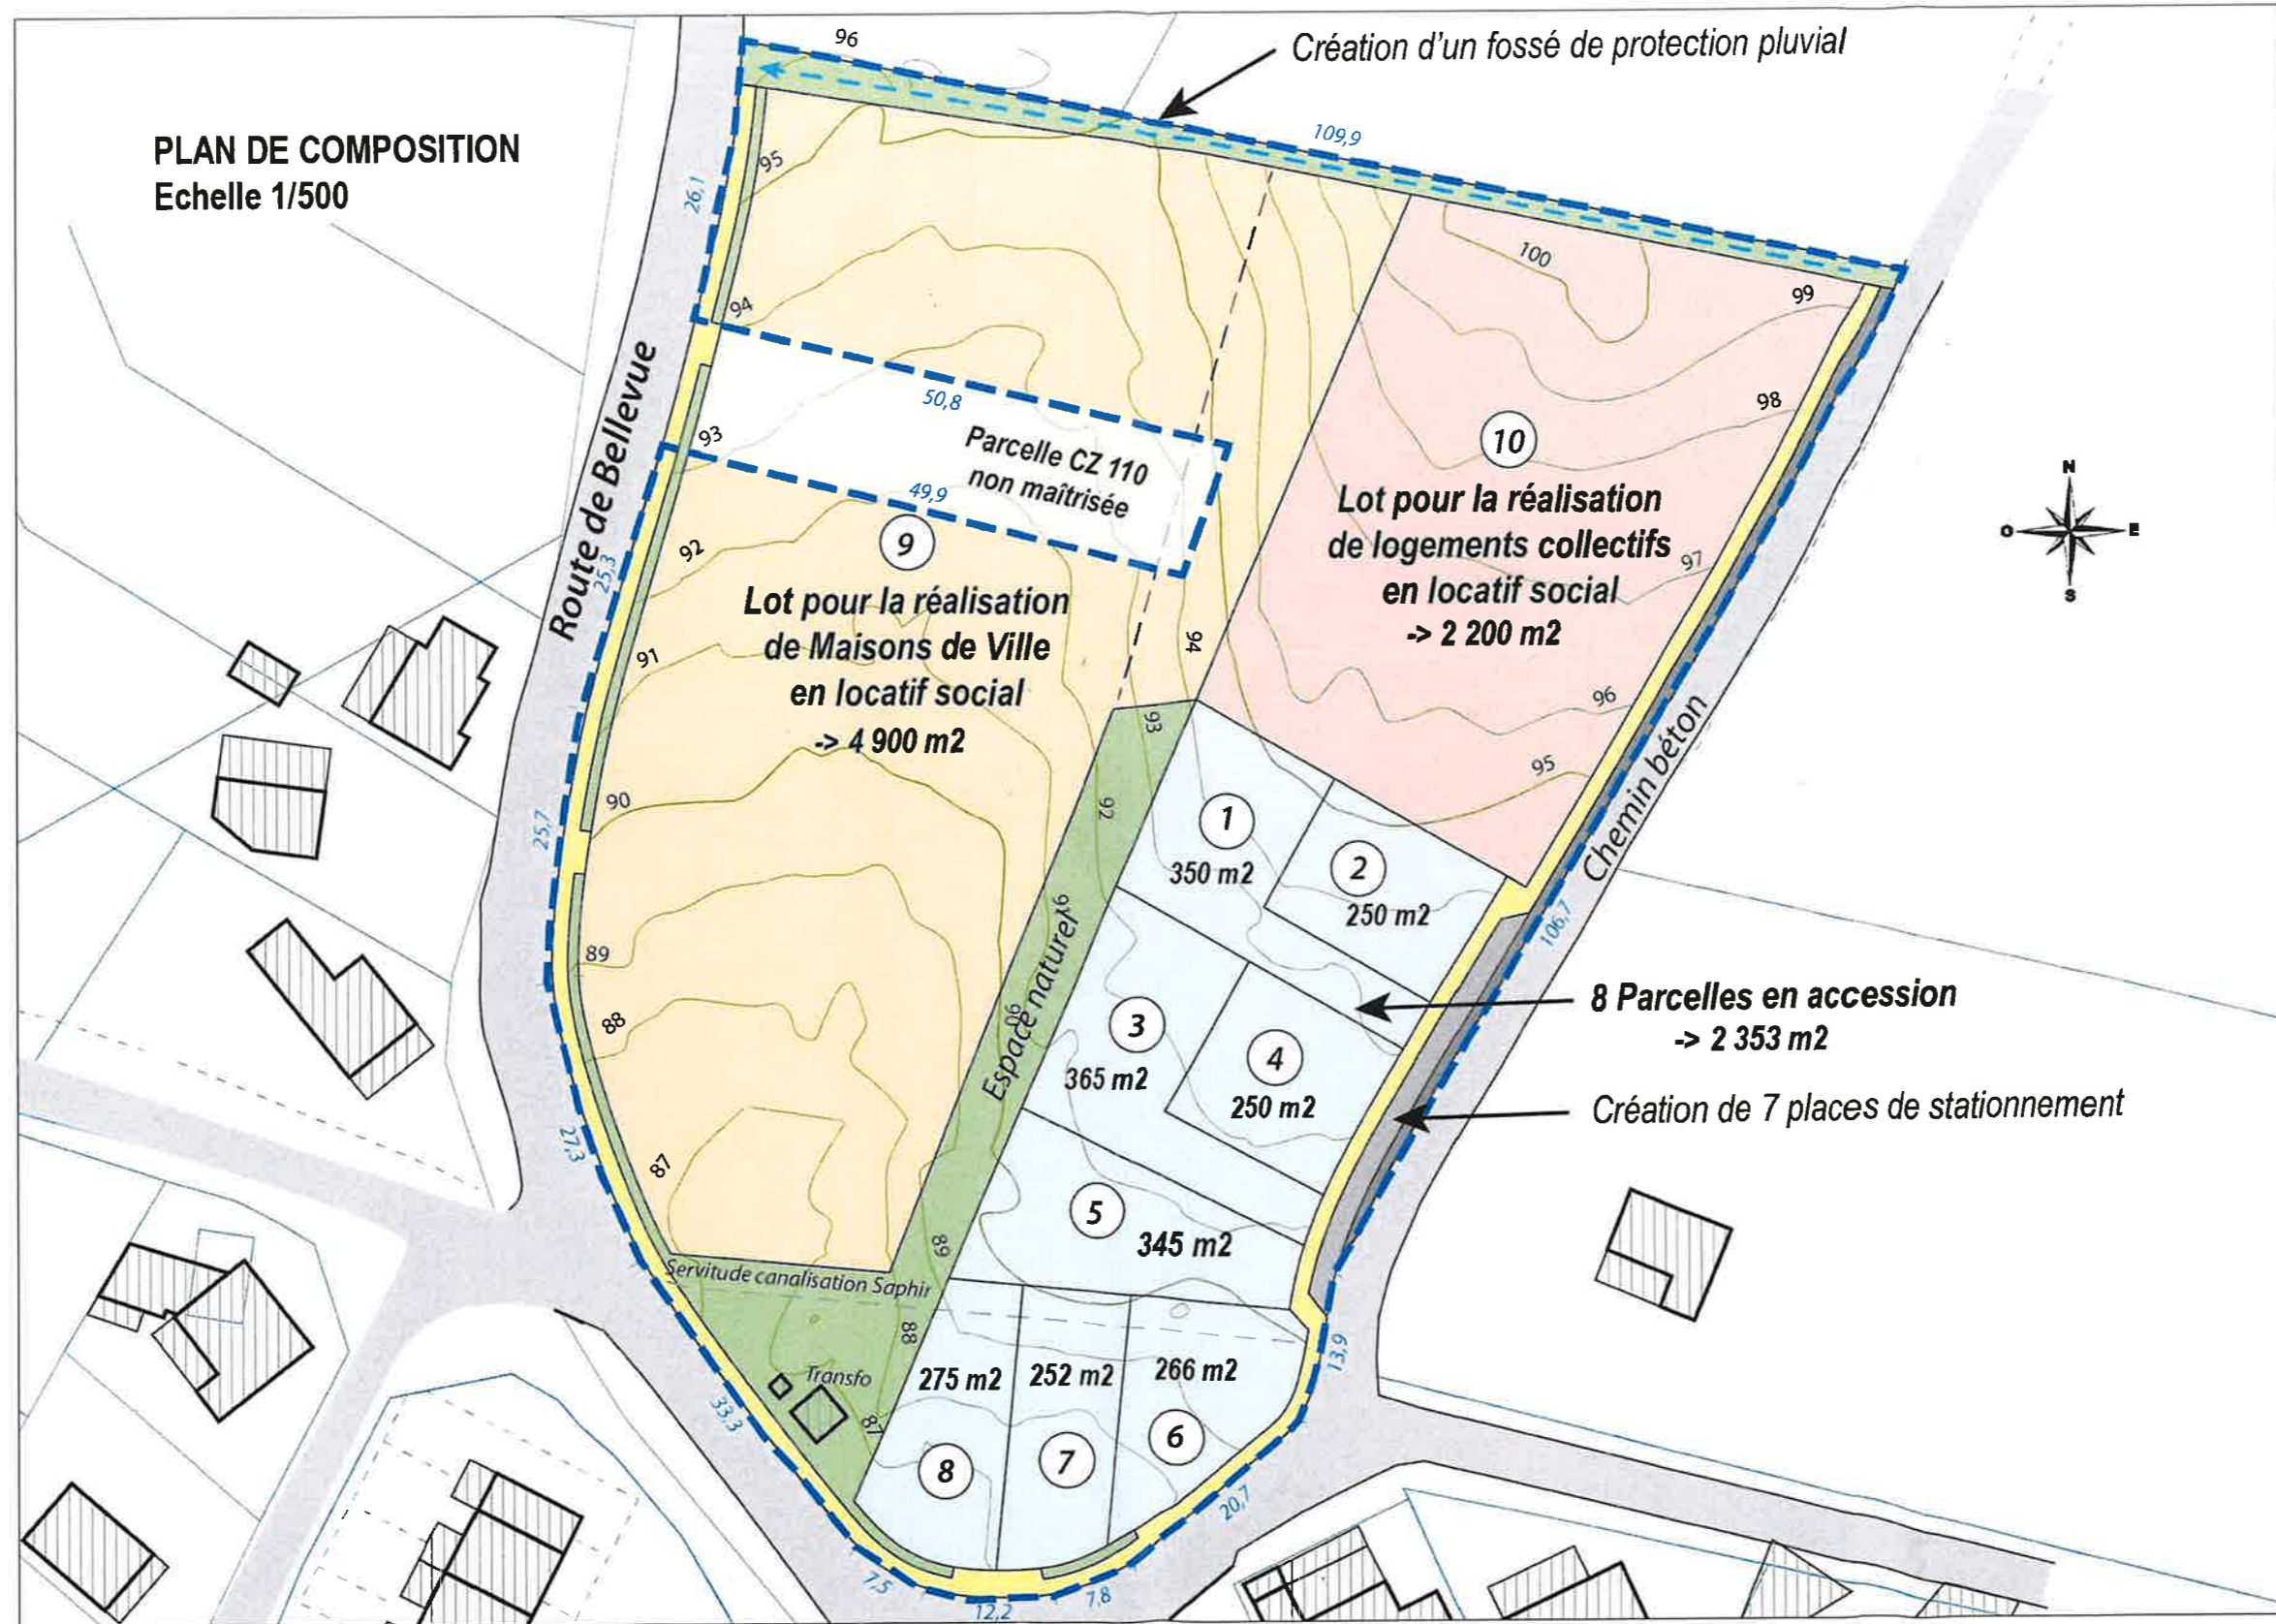 96
Création d'un fossé de protection pluvial
109,9
PLAN DE COMPOSITION
Echelle 1/500
95
26,1
100
99
94
98
Route de Bellevue
50,8
93
Parcelle CZ 110
non maîtrisée
49,9
10
Lot pour la réalisation
de logements collectifs
en locatif social
-> 2 200 m2
N
O
E
S
97
92
9
25,3
Lot pour la réalisation
de Maisons de Ville
en locatif social
-> 4 900 m2
91
94
96
93
95
90
92
Chemin béton
1
350 m2
2
250 m2
25,7
91
106,7
89
Espace naturel
90
8 Parcelles en accession
-> 2 353 m2
88
3
365 m2
4
250 m2
Création de 7 places de stationnement
27,3
87
5
345 m2
89
Servitude canalisation Saphir
88
13,9
Transfo
275 m2
252 m2
266 m2
33,3
87
8
7
6
20,7
7,5
12,2
7,8